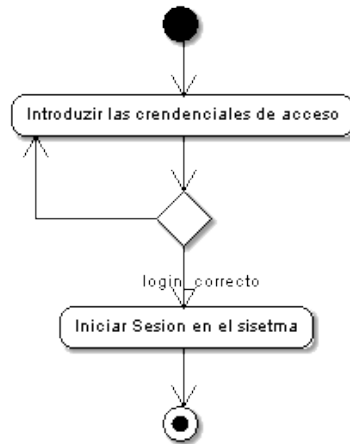 Introduzir las crendenciales de acceso
login_correcto
Iniciar Sesion en el sisetma